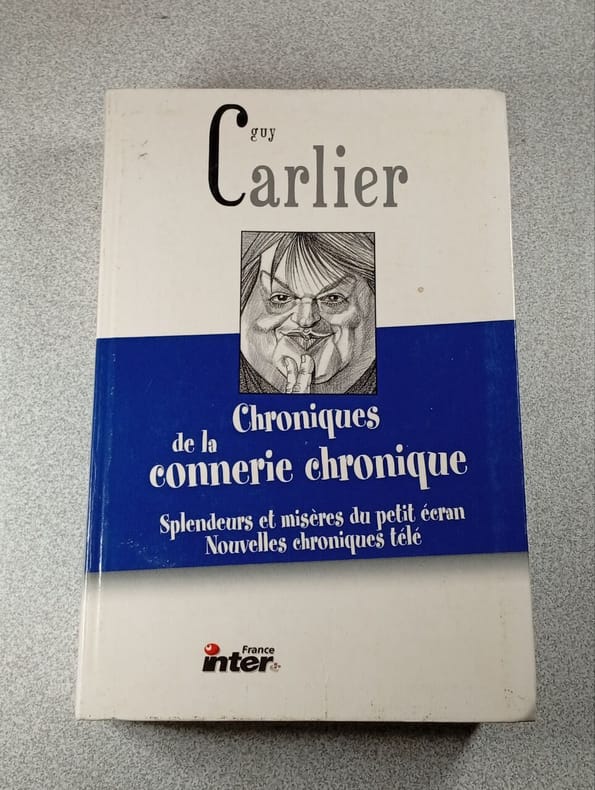 guy
Carlier
Chroniques
de la
connerie chronique
Splendeurs et misères du petit écran
Nouvelles chroniques télé
France
inter